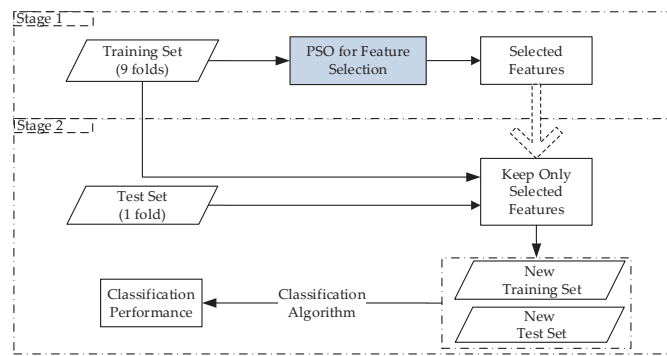 Stage 1
Training Set
(9 folds)
PSO for Feature
Selection
Selected
Features
Stage 2
Keep Only
Selected
Features
Test Set
(1 fold)
New
Training Set
New
Test Set
Classification
Algorithm
Classification
Performance